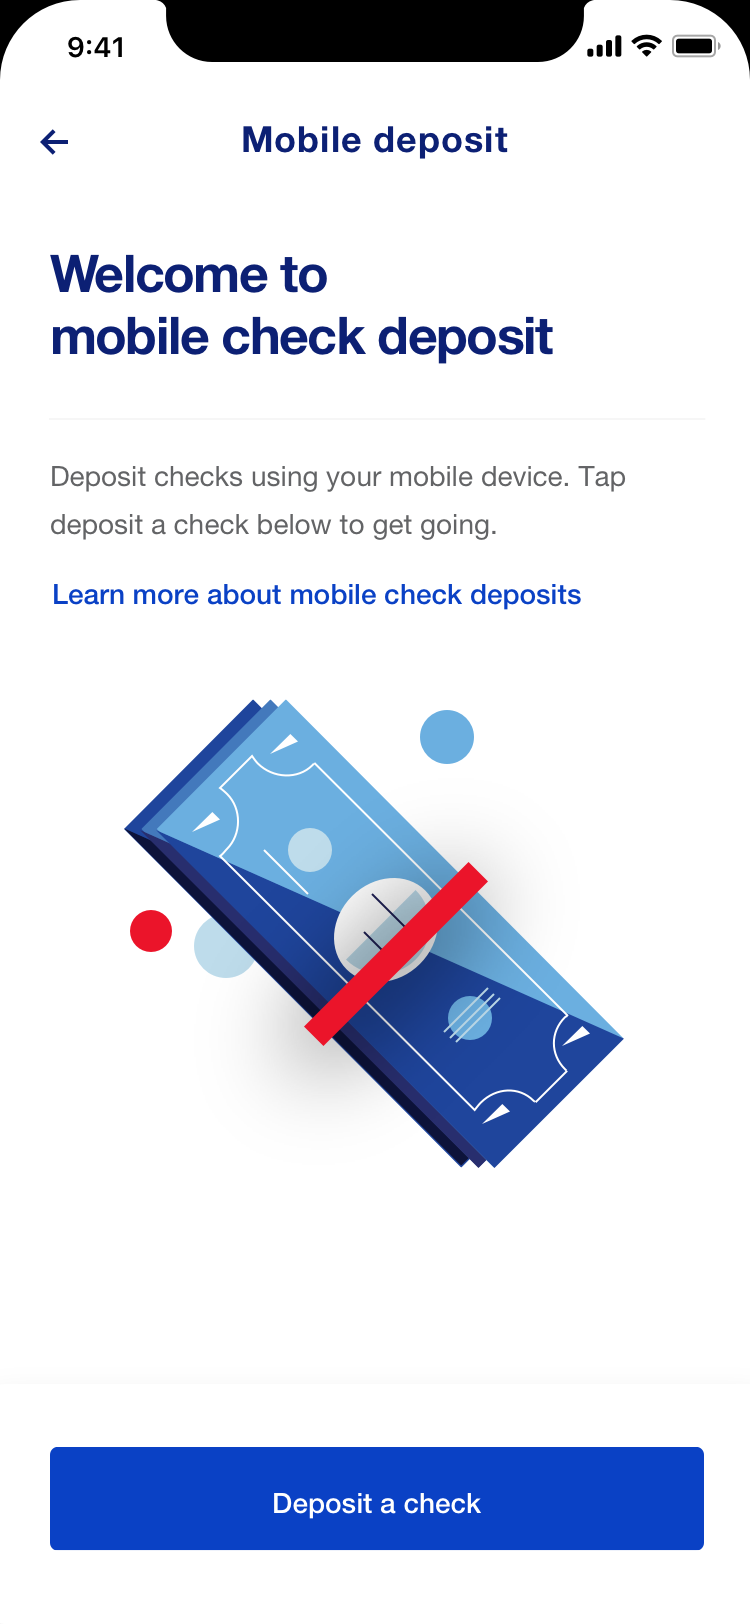 9:41
Mobile deposit
Welcome to
mobile check deposit
Deposit checks using your mobile device. Tap
deposit a check below to get going.
Learn more about mobile check deposits
Deposit a check